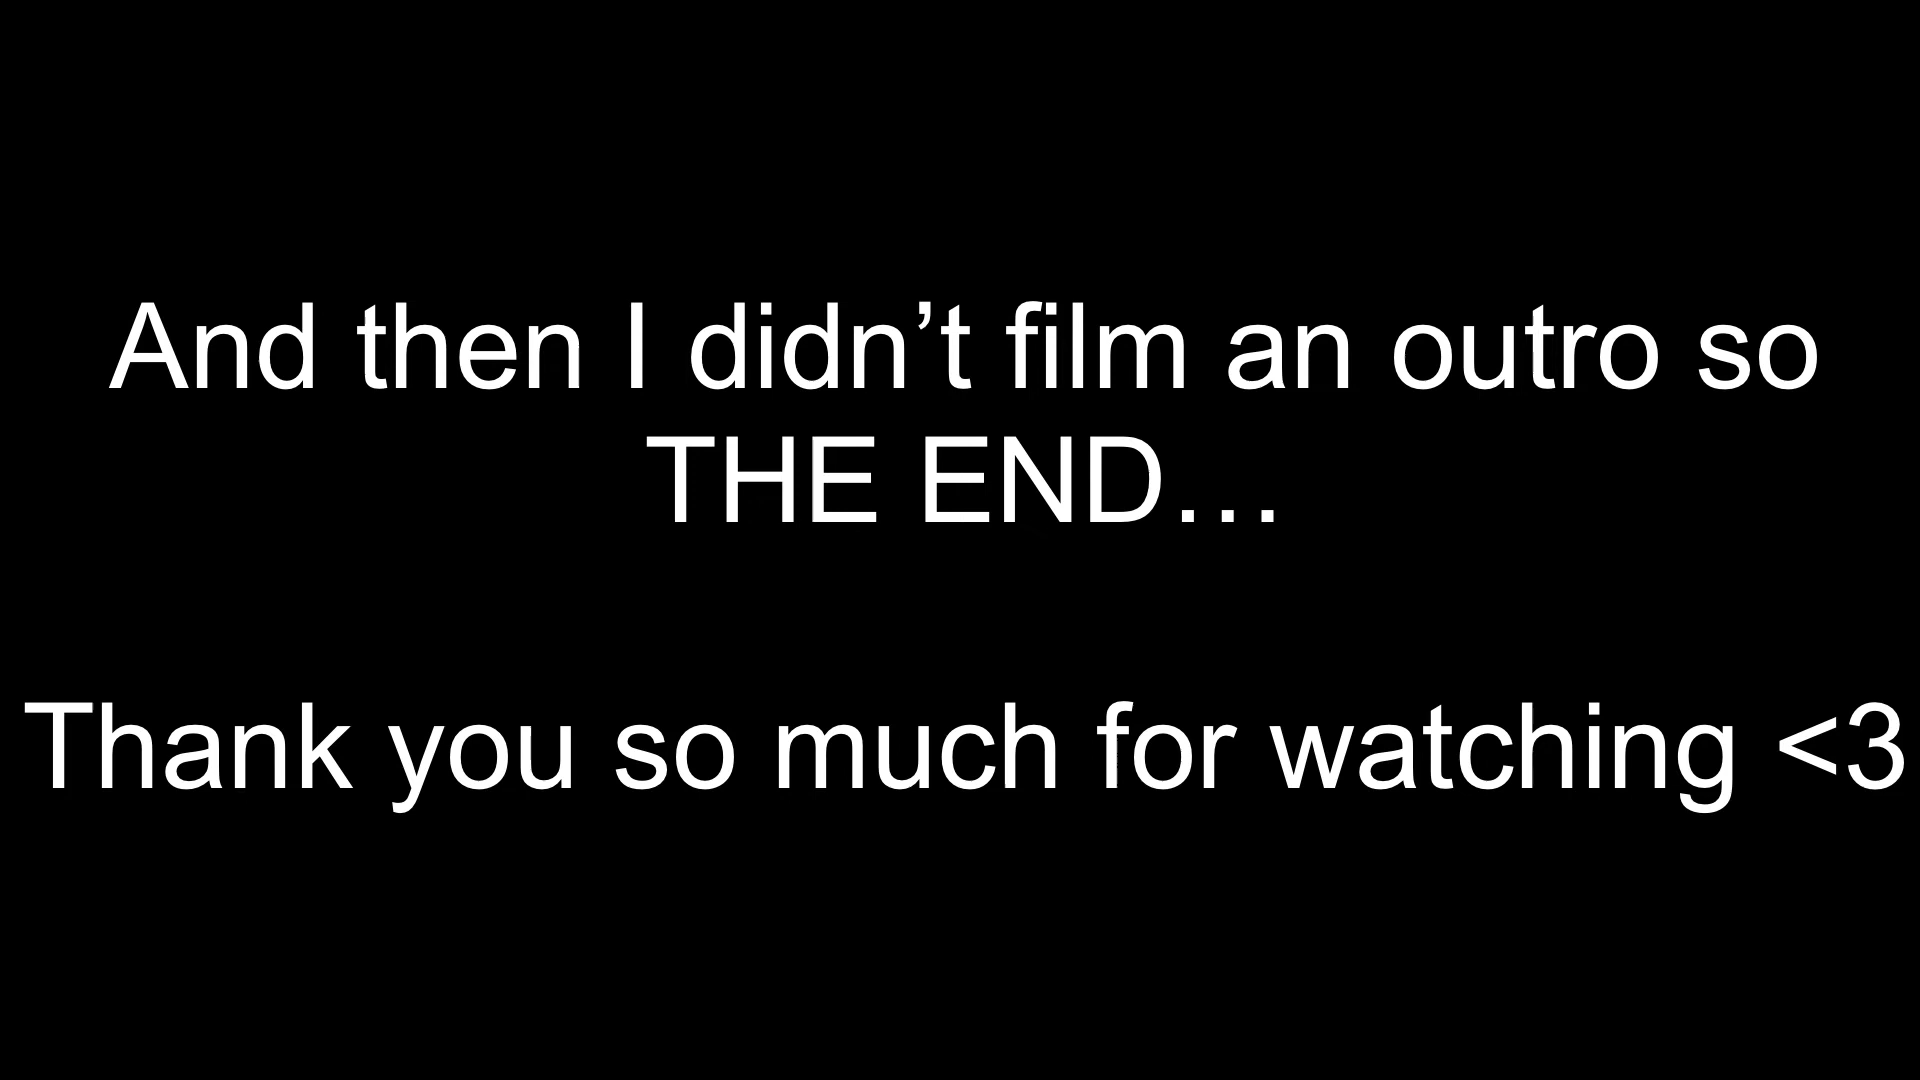 And then I didn’t film an outro so
THE END…
Thank you so much for watching <3